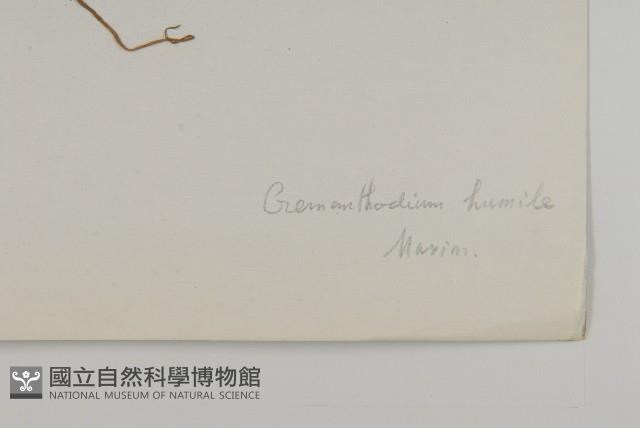 Cremanthodium humile
Maxim.
國立自然科學博物館
NATIONAL MUSEUM OF NATURAL SCIENCE